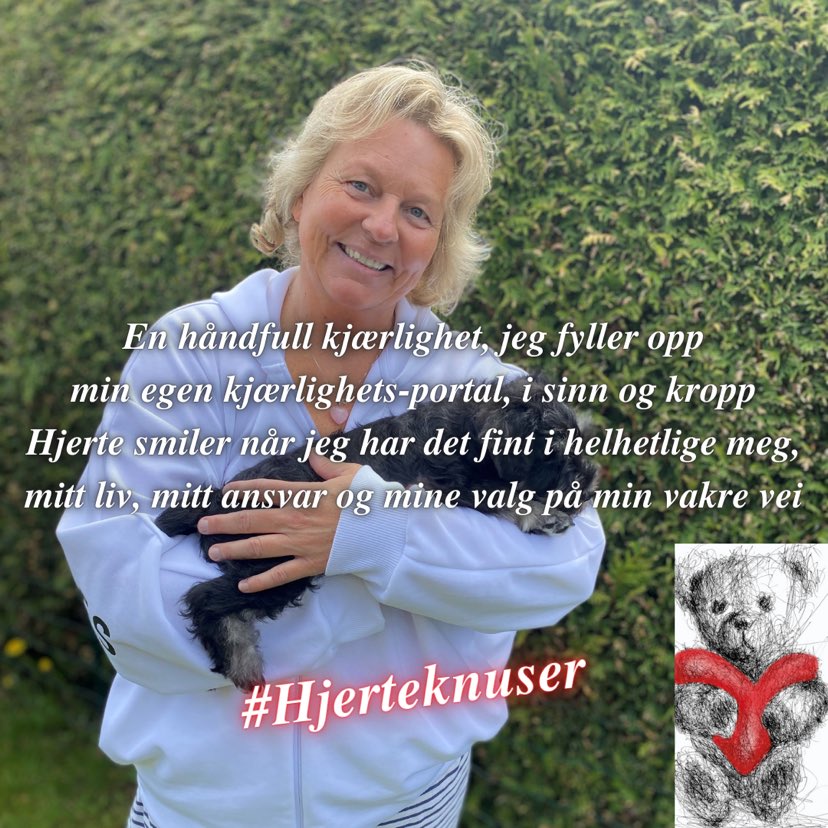 En håndfull kjærlighet, jeg fyller opp
min egen kjærlighets-portal, i sinn og kropp
Hjerte smiler når jeg har det fint i helhetlige meg,
mitt liv, mitt ansvar og mine valg på min vakre vei
#Hjerteknuser